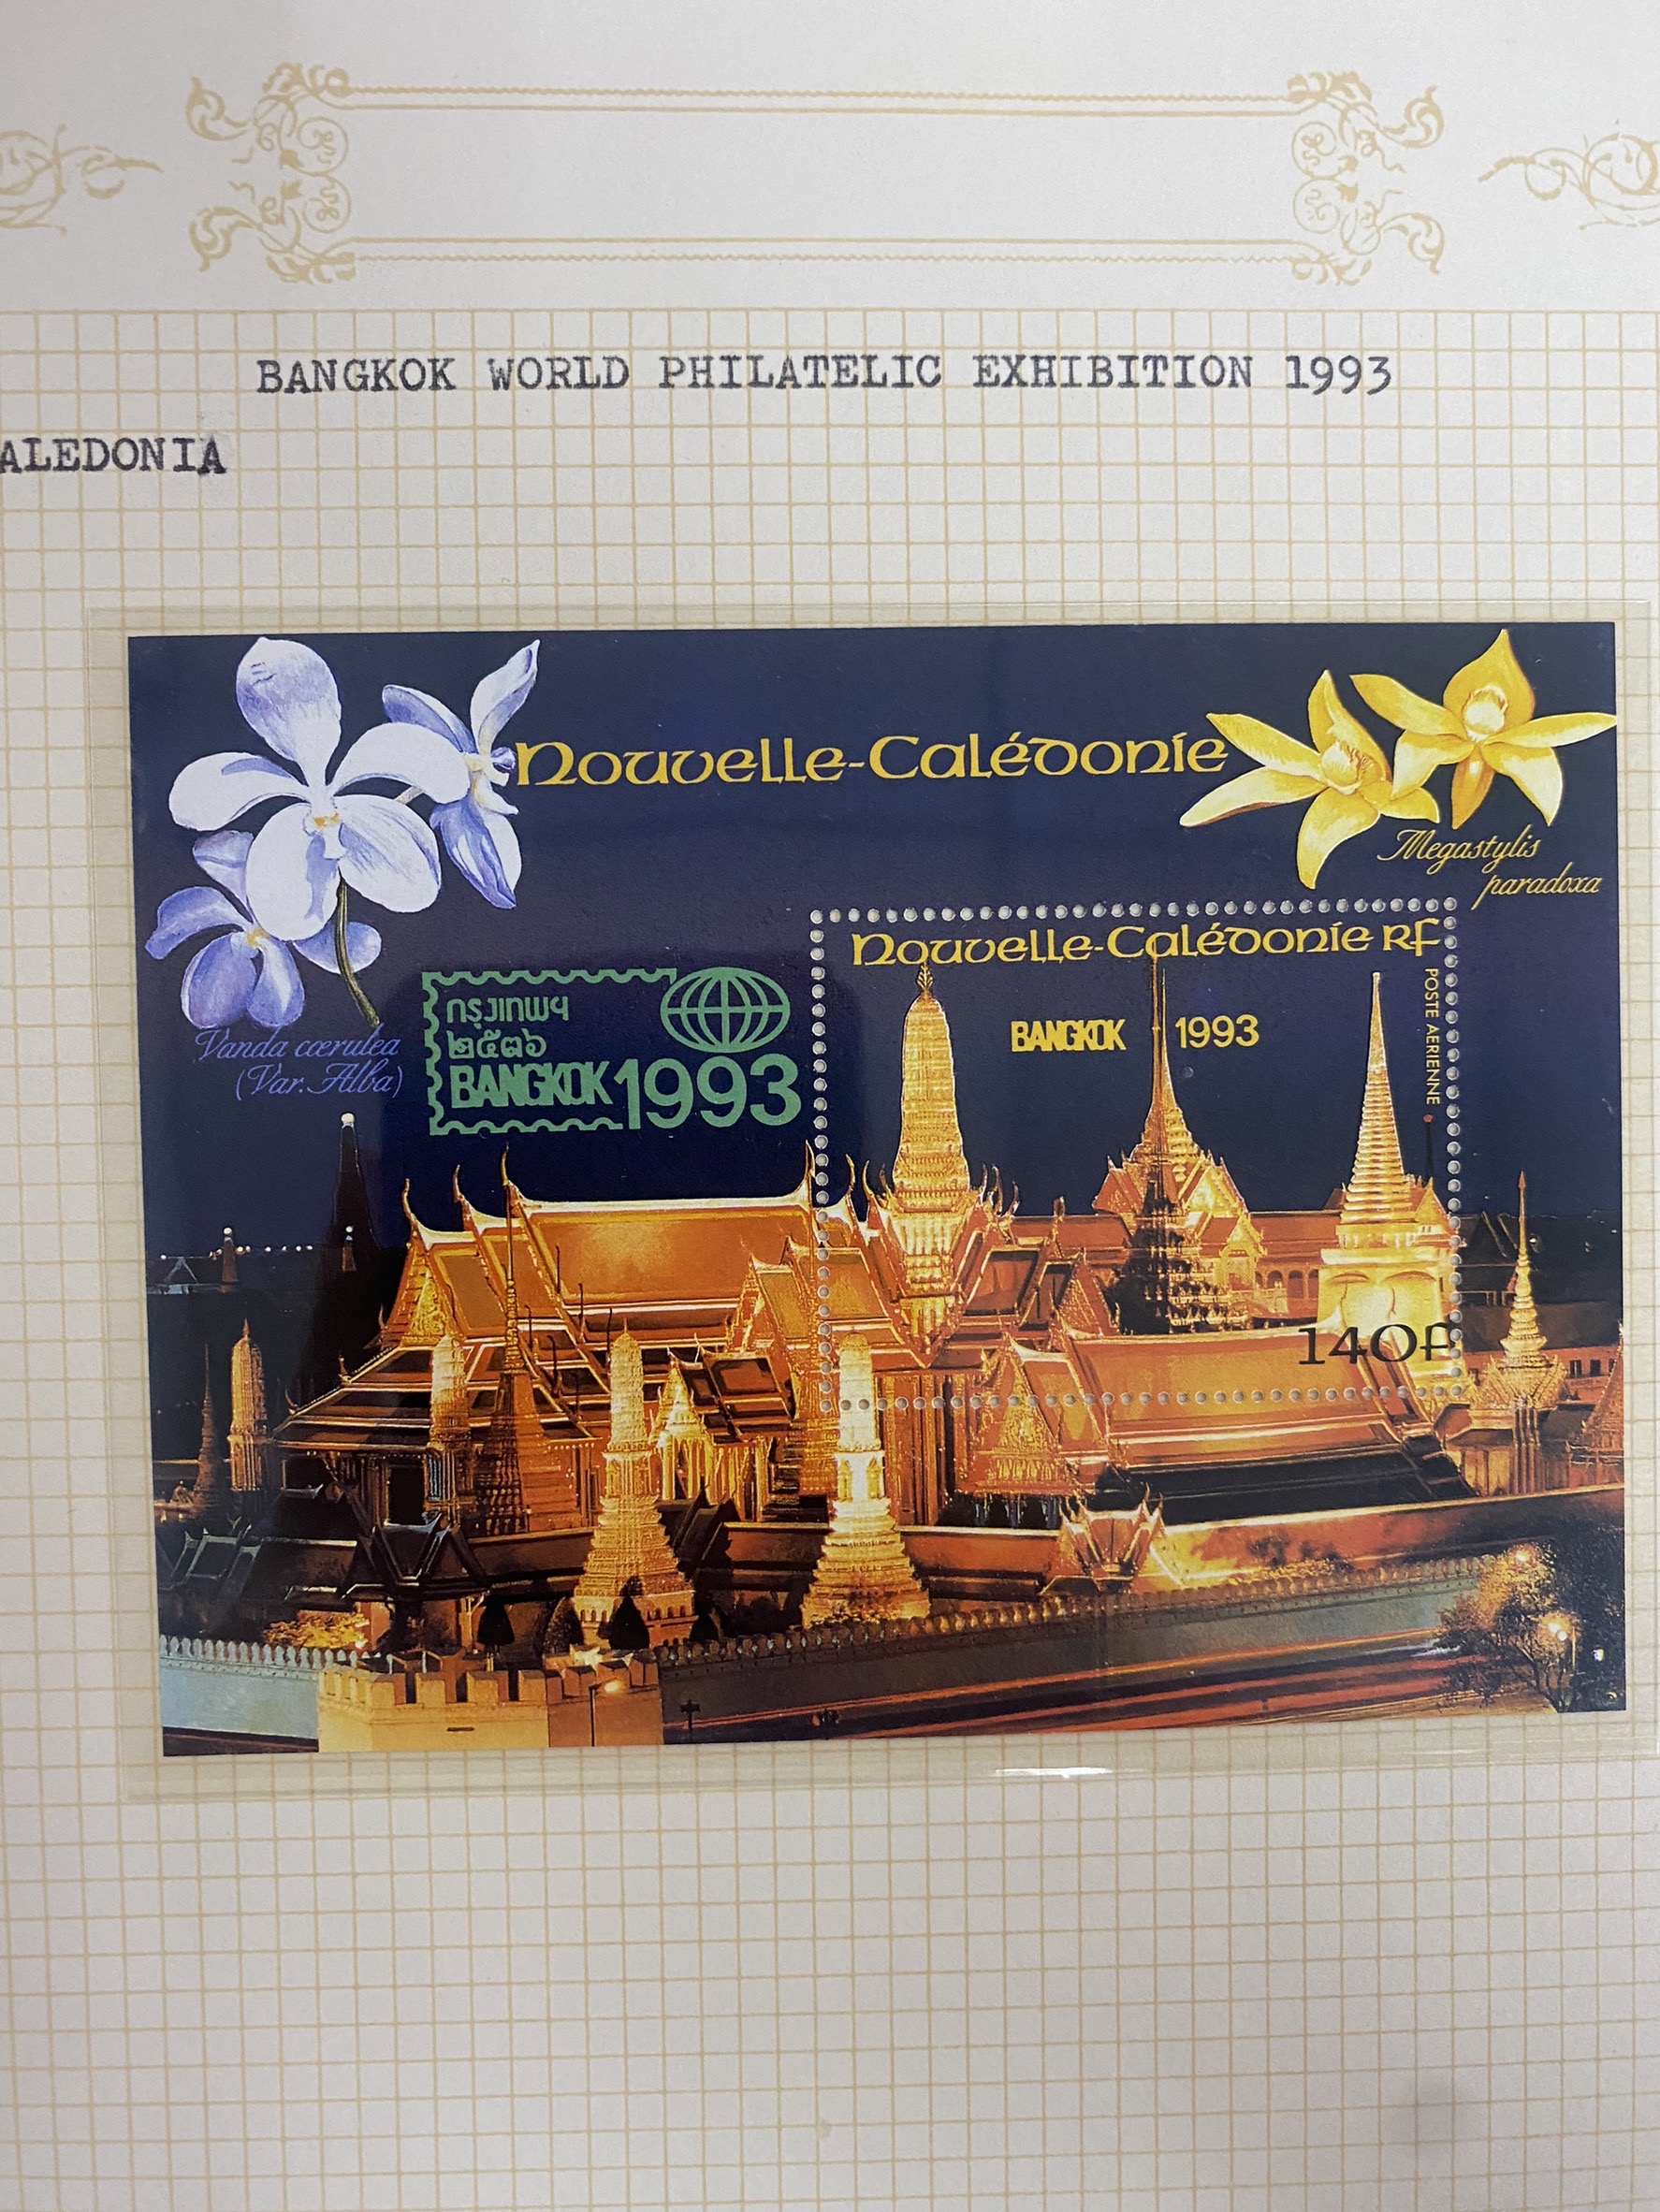 BANGKOK WORLD PHILATELIC EXHIBITION 1993
ALEDONIA
Nouvelle-Calédonie
Megastylis
paradoxa
Vanda cœrulea
(Var. Alba)
กรุงเทพฯ
๒๕๓๖
BANGKOK 1993
Nouvelle-Calédonie RF
BANGKOK 1993
POSTE AERIENNE
140F